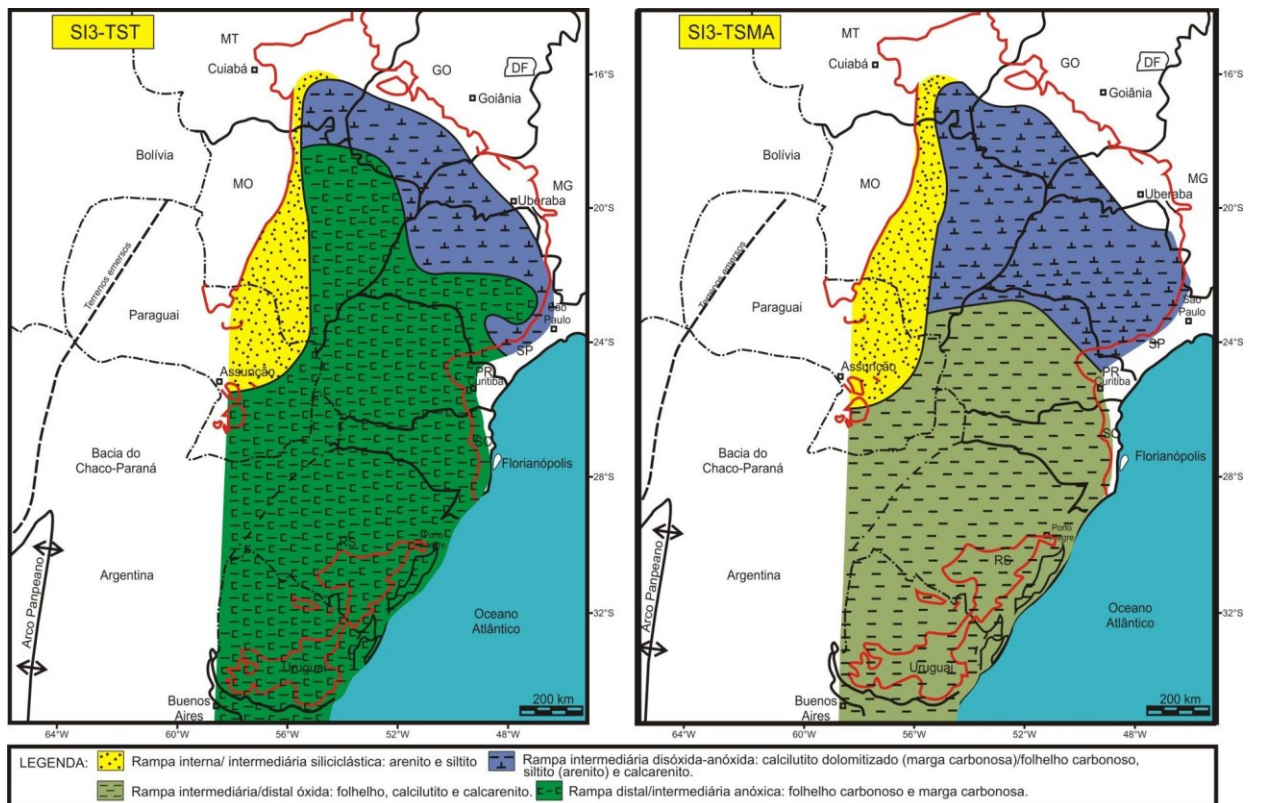 SI3-TST
MT
Cuiabá
GO
DF
Goiânia
Bolívia
MO
MG
Uberaba
Terrenos emersos
Paraguai
São
Paulo
SP
Assunção
PR
Curitiba
SC
Bacia do
Chaco-Paraná
Florianópolis
RS
Porto
Alegre
Argentina
Arco Panpeano
Oceano
Atlântico
Uruguai
Buenos
Aires
200 km
64°W
60°W
56°W
52°W
48°W
16°S
20°S
24°S
28°S
32°S
SI3-TSMA
MT
Cuiabá
GO
DF
Goiânia
Bolívia
MO
MG
Uberaba
Terrenos emersos
Paraguai
São
Paulo
SP
Assunção
PR
Curitiba
SC
Bacia do
Chaco-Paraná
Florianópolis
Porto
Alegre
RS
Argentina
Arco Panpeano
Oceano
Atlântico
Uruguai
Buenos
Aires
200 km
64°W
60°W
56°W
52°W
48°W
16°S
20°S
24°S
28°S
32°S
LEGENDA:
Rampa interna/ intermediária siliciclástica: arenito e siltito
Rampa intermediária disóxida-anóxida: calcilutito dolomitizado (marga carbonosa)/folhelho carbonoso,
siltito (arenito) e calcarenito.
Rampa intermediária/distal óxida: folhelho, calcilutito e calcarenito.
Rampa distal/intermediária anóxica: folhelho carbonoso e marga carbonosa.